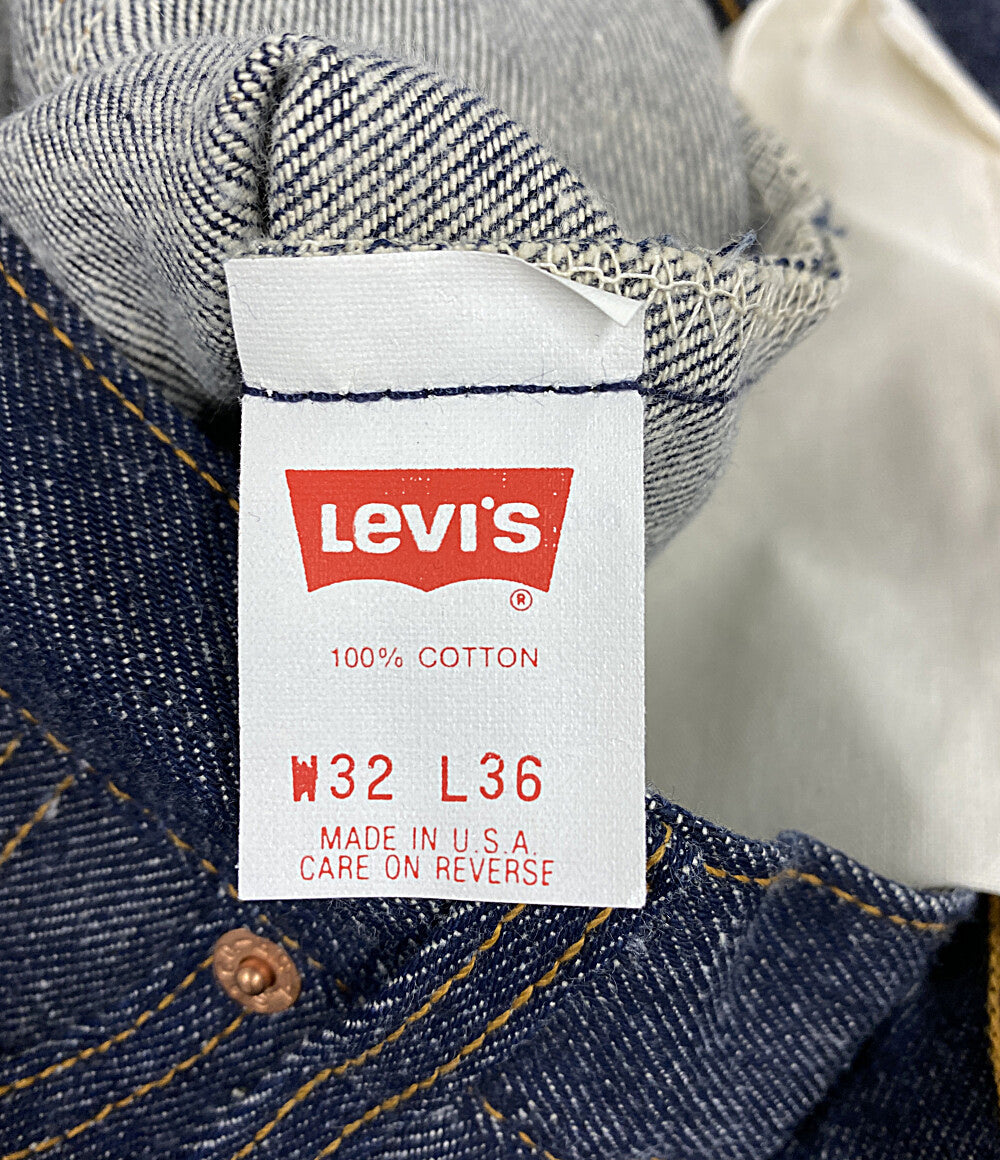 LEVI'S
®
100% COTTON
W32 L36
MADE IN U.S.A.
CARE ON REVERSE